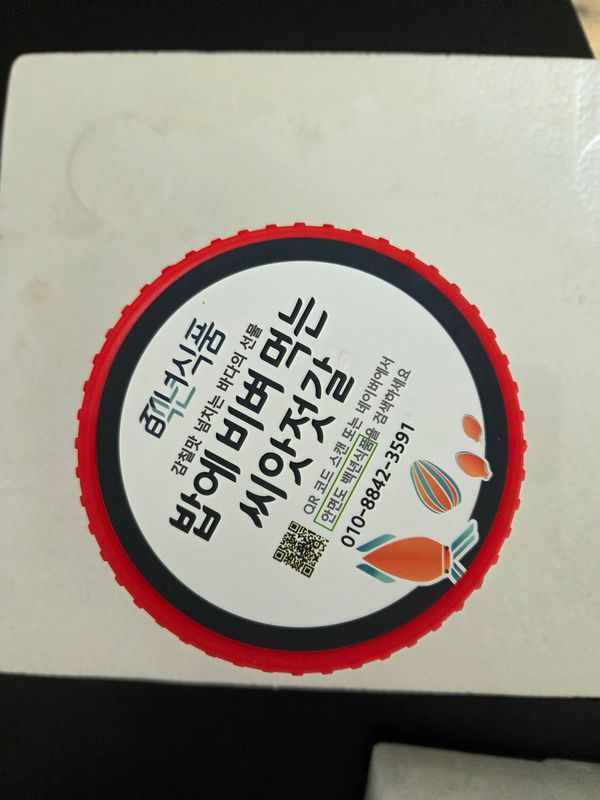 백년식품
감칠맛 넘치는 바다의 선물
밥에 비벼 먹는
씨앗젓갈
QR 코드 스캔 또는 네이버에서
안면도 백년식품을 검색하세요
010-8842-3591